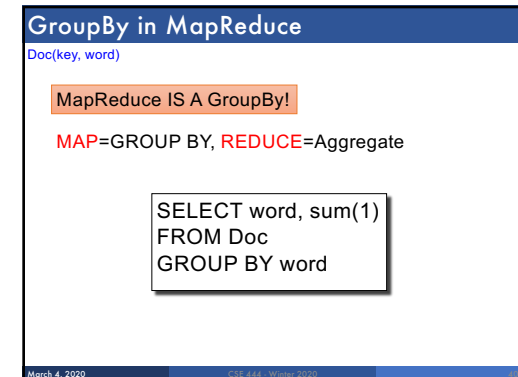 GroupBy in MapReduce
Doc(key, word)
MapReduce IS A GroupBy!
MAP=GROUP BY, REDUCE=Aggregate
SELECT word, sum(1)
FROM Doc
GROUP BY word
March 4, 2020
CSE 444 - Winter 2020